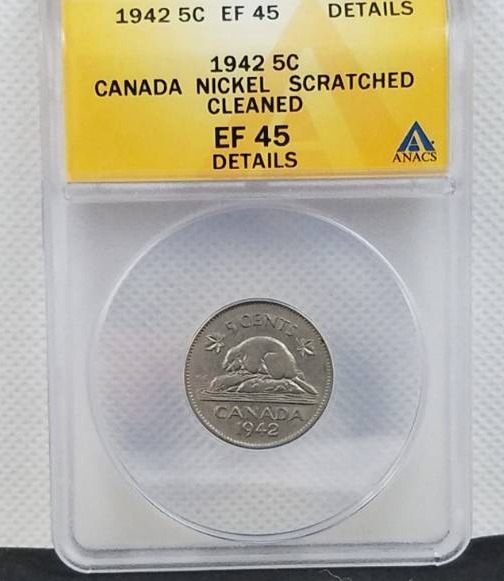 1942 5C EF 45 DETAILS
1942 5C
CANADA NICKEL SCRATCHED
CLEANED
EF 45
DETAILS
ANACS
5 CENTS
CANADA
1942